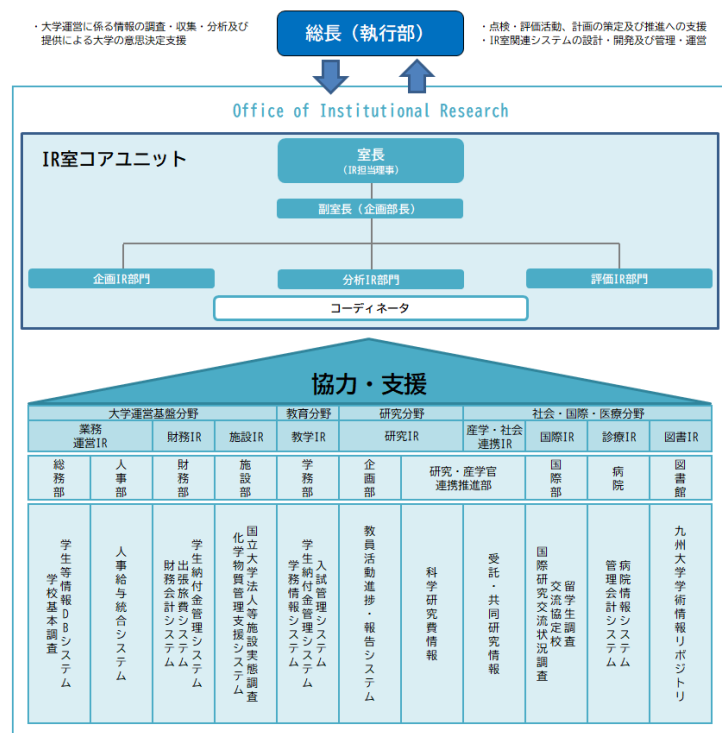 ・大学運営に係る情報の調査・収集・分析及び
提供による大学の意思決定支援
総長（執行部）
・点検・評価活動、計画の策定及び推進への支援
・IR室関連システムの設計・開発及び管理・運営
Office of Institutional Research
IR室コアユニット
室長
（IR担当理事）
副室長（企画部長）
企画IR部門
分析IR部門
評価IR部門
コーディネータ
協力・支援
大学運営基盤分野
教育分野
研究分野
社会・国際・医療分野
業務
運営IR
財務IR
施設IR
教学IR
研究IR
産学・社会
連携IR
国際IR
診療IR
図書IR
総務部
人事部
財務部
施設部
学務部
企画部
研究・産学官
連携推進部
国際部
病院
図書館
学生等情報DBシステム
学校基本調査
人事給与統合システム
学生納付金管理システム
出張旅費システム
財務会計システム
国立大学法人等施設実態調査
化学物質管理支援システム
入試管理システム
学生納付金管理システム
学務情報システム
教員活動進捗・報告システム
科学研究費情報
受託・共同研究情報
留学生調査
交流協定校
国際研究交流状況調査
病院情報システム
管理会計システム
九州大学学術情報リポジトリ